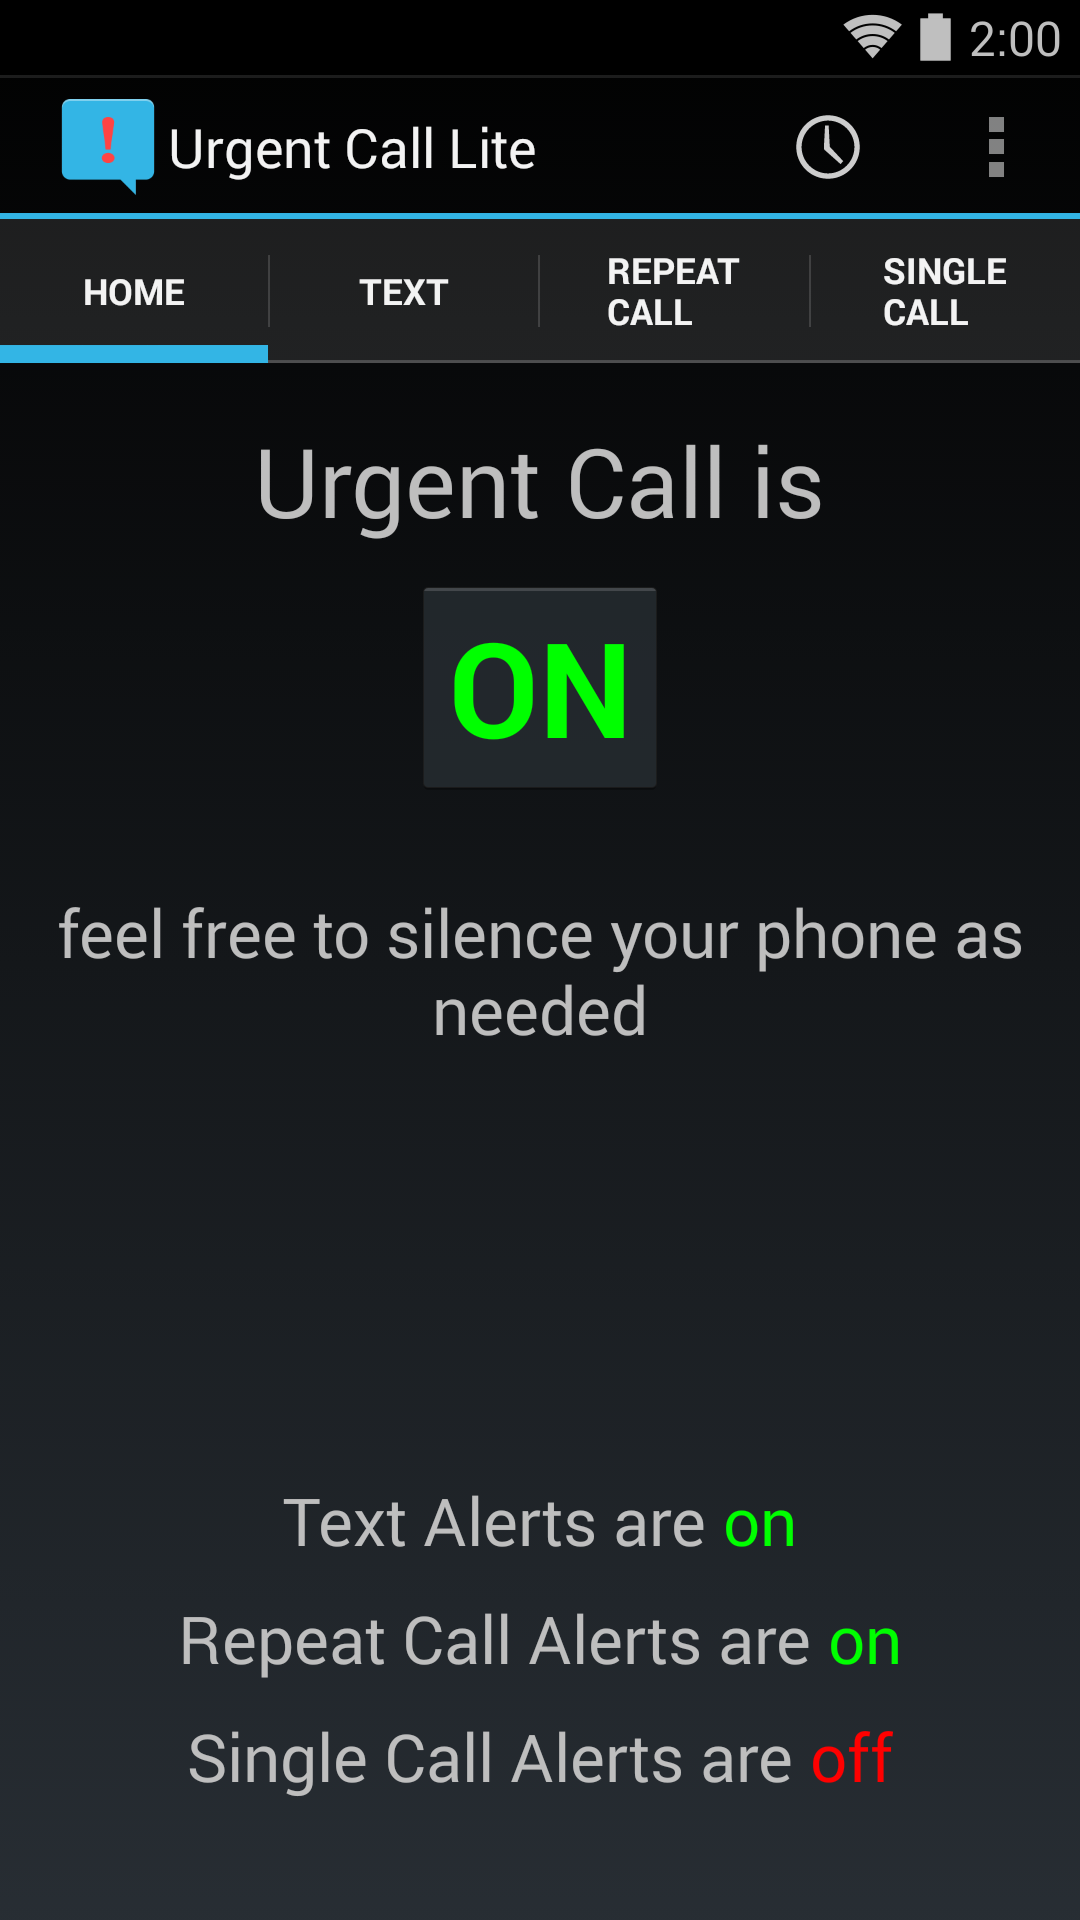 2:00
Urgent Call Lite
HOME
TEXT
REPEAT
CALL
SINGLE
CALL
Urgent Call is
ON
feel free to silence your phone as
needed
Text Alerts are on
Repeat Call Alerts are on
Single Call Alerts are off